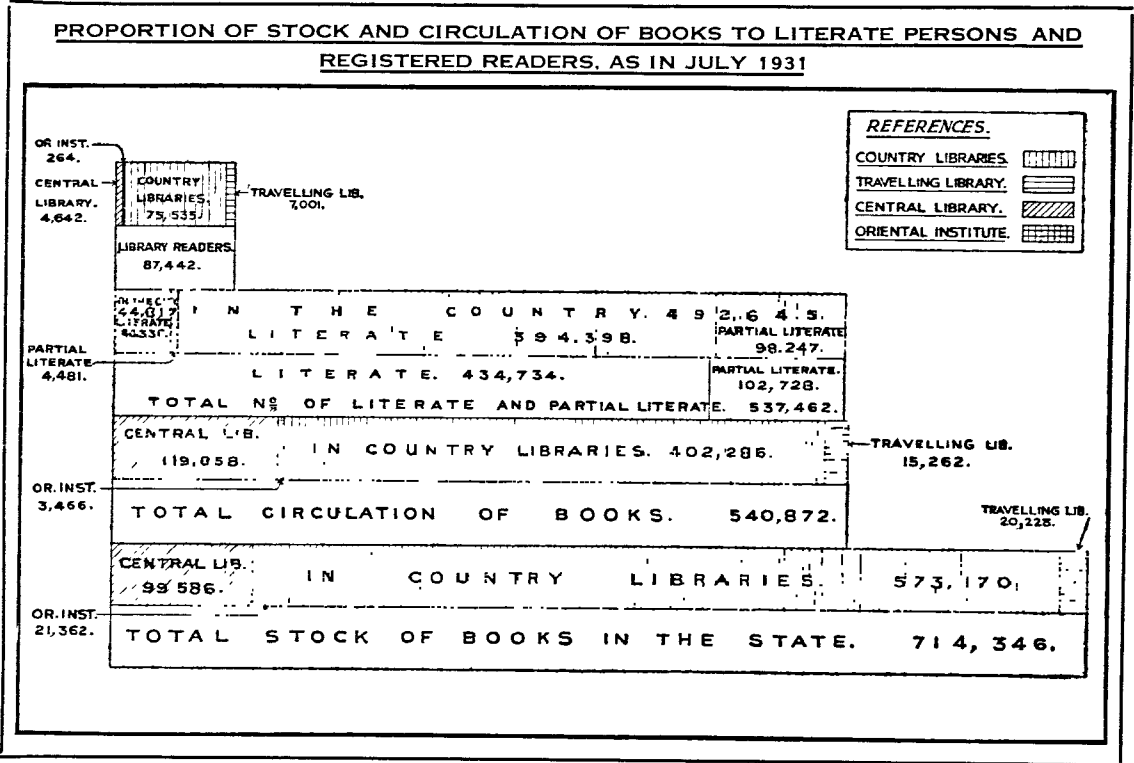 PROPORTION OF STOCK AND CIRCULATION OF BOOKS TO LITERATE PERSONS AND
REGISTERED READERS, AS IN JULY 1931
REFERENCES.
COUNTRY LIBRARIES.
TRAVELLING LIBRARY.
CENTRAL LIBRARY.
ORIENTAL INSTITUTE.
OR INST.
264.
CENTRAL
LIBRARY.
4,642.
COUNTRY
LIBRARIES.
75,535.
TRAVELLING LIB.
7,001.
LIBRARY READERS.
87,442.
IN THE
44,817
LITERATE
IN THE COUNTRY. 492,645.
LITERATE 394,398.
PARTIAL LITERATE
98,247.
PARTIAL
LITERATE
4,481.
LITERATE. 434,734.
PARTIAL LITERATE.
102,728.
TOTAL Nº OF LITERATE AND PARTIAL LITERATE. 537,462.
CENTRAL LIB.
119,858.
IN COUNTRY LIBRARIES. 402,286.
TRAVELLING LIB.
15,262.
OR. INST.
3,466.
TOTAL CIRCULATION OF BOOKS. 540,872.
TRAVELLING LIB.
20,228.
CENTRAL LIB.
99,586.
IN COUNTRY LIBRARIES. 573,170.
OR. INST.
21,362.
TOTAL STOCK OF BOOKS IN THE STATE. 714,346.